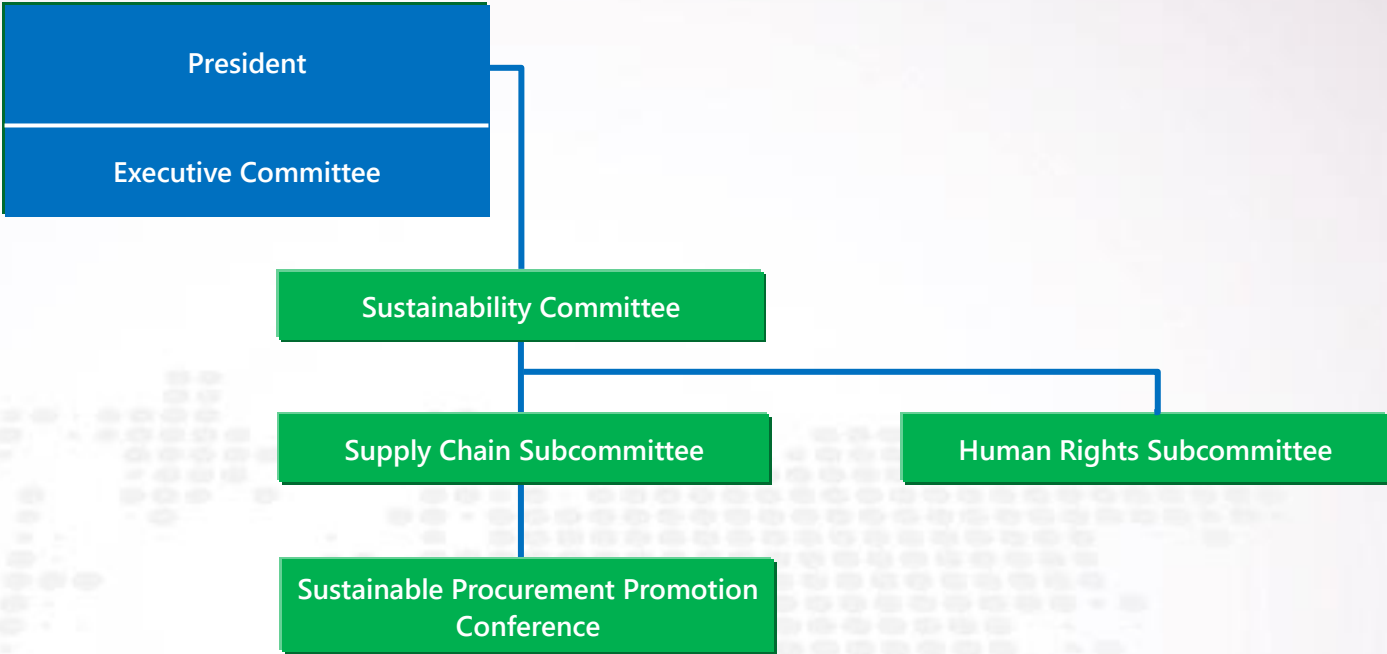 President
Executive Committee
Sustainability Committee
Supply Chain Subcommittee
Human Rights Subcommittee
Sustainable Procurement Promotion
Conference